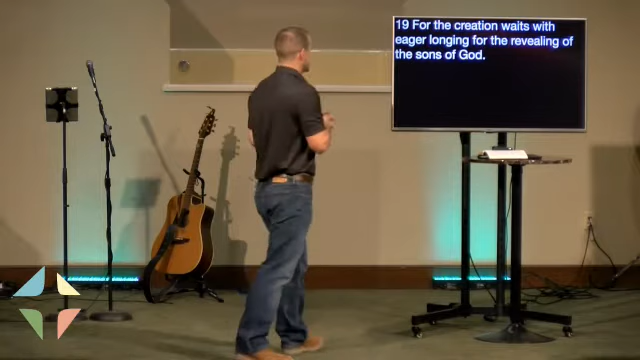 19 For the creation waits with
eager longing for the revealing of
the sons of God.